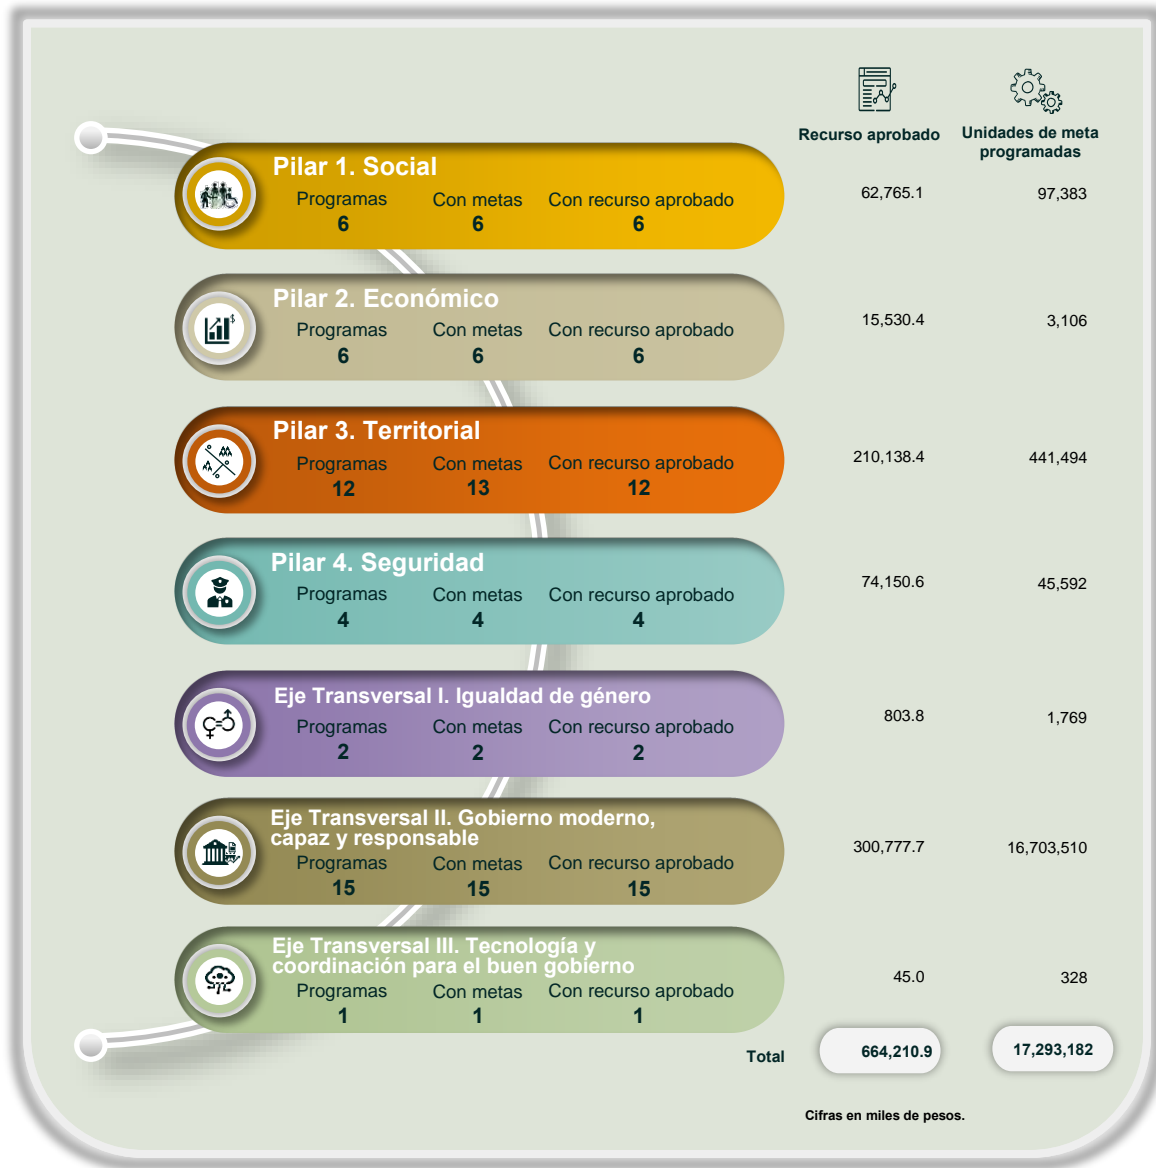 Recurso aprobado
Unidades de meta
programadas
Pilar 1. Social
Programas Con metas Con recurso aprobado
6 6 6
62,765.1 97,383
Pilar 2. Económico
Programas Con metas Con recurso aprobado
6 6 6
15,530.4 3,106
Pilar 3. Territorial
Programas Con metas Con recurso aprobado
12 13 12
210,138.4 441,494
Pilar 4. Seguridad
Programas Con metas Con recurso aprobado
4 4 4
74,150.6 45,592
Eje Transversal I. Igualdad de género
Programas Con metas Con recurso aprobado
2 2 2
803.8 1,769
Eje Transversal II. Gobierno moderno,
capaz y responsable
Programas Con metas Con recurso aprobado
15 15 15
300,777.7 16,703,510
Eje Transversal III. Tecnología y
coordinación para el buen gobierno
Programas Con metas Con recurso aprobado
1 1 1
45.0 328
Total 664,210.9 17,293,182
Cifras en miles de pesos.